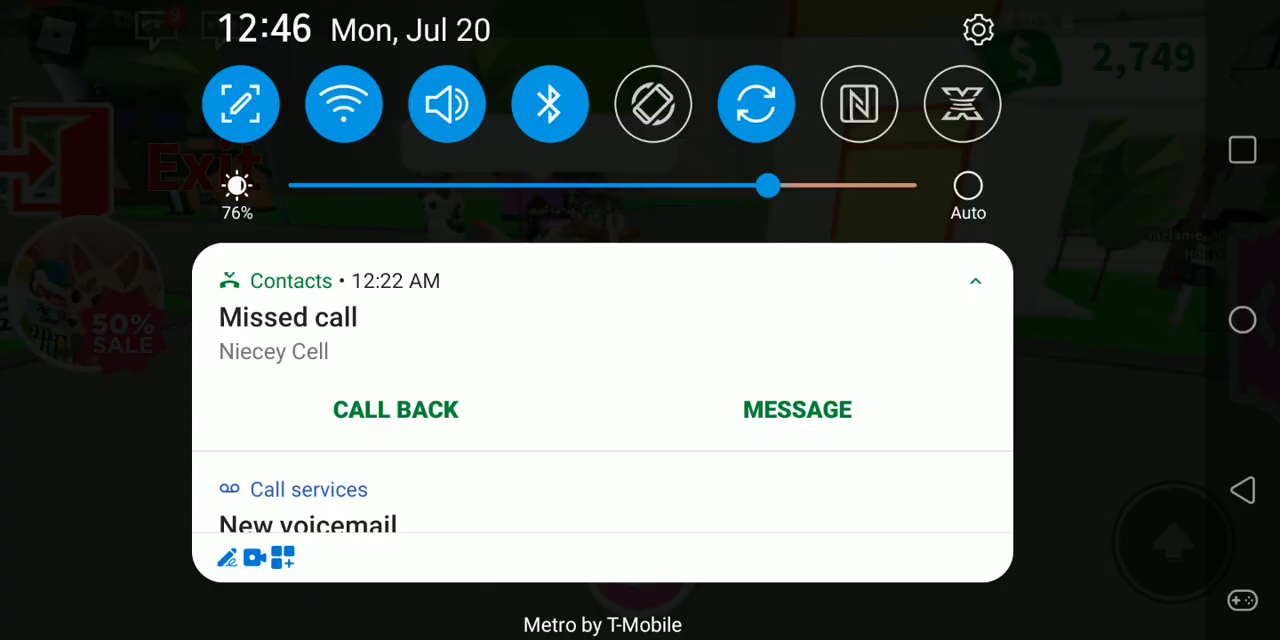 12:46 Mon, Jul 20
2,749
Exit
76%
Auto
50%
SALE
Contacts • 12:22 AM
Missed call
Niecey Cell
CALL BACK
MESSAGE
Call services
New voicemail
Metro by T-Mobile